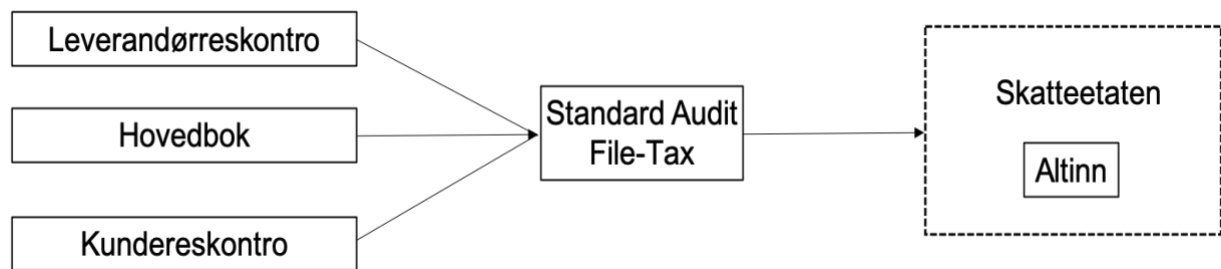 Leverandørreskontro
Hovedbok
Kundereskontro
Standard Audit
File-Tax
Skatteetaten
Altinn